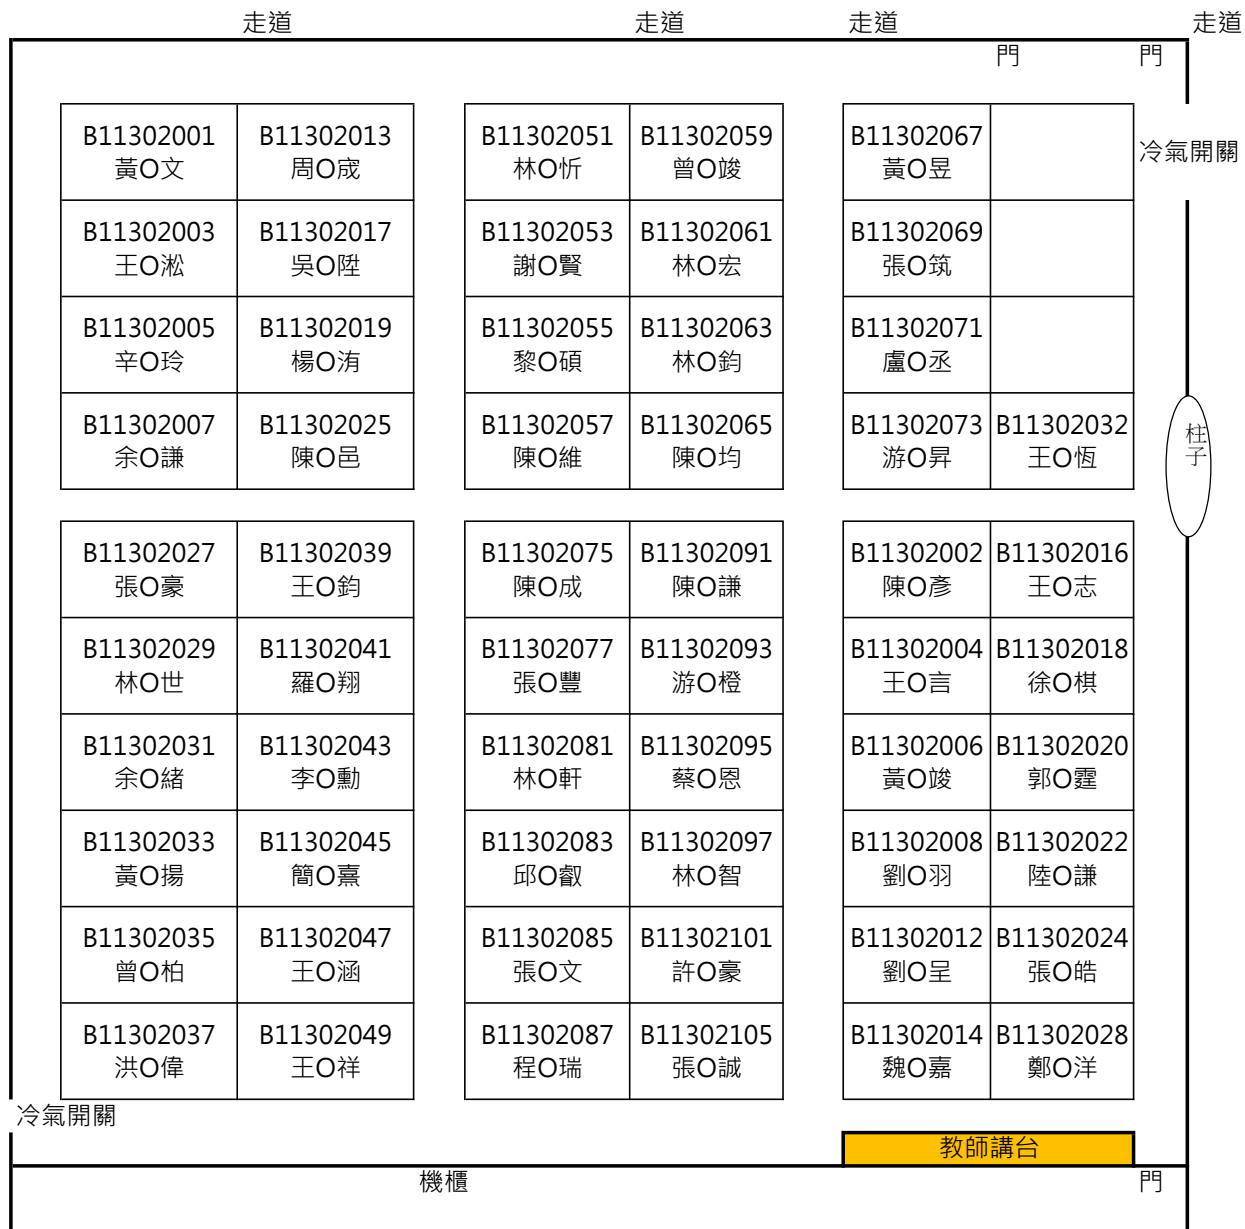 走道 走道 走道 走道
門 門
B11302001 B11302013 B11302051 B11302059 B11302067
黃O文 周O宬 林O忻 曾O竣 黃O昱
冷氣開關
B11302003 B11302017 B11302053 B11302061 B11302069
王O淞 吳O陞 謝O賢 林O宏 張O筑
B11302005 B11302019 B11302055 B11302063 B11302071
辛O玲 楊O洧 黎O碩 林O鈞 盧O丞
B11302007 B11302025 B11302057 B11302065 B11302073 B11302032
余O謙 陳O邑 陳O維 陳O均 游O昇 王O恆
柱子
B11302027 B11302039 B11302075 B11302091 B11302002 B11302016
張O豪 王O鈞 陳O成 陳O謙 陳O彥 王O志
B11302029 B11302041 B11302077 B11302093 B11302004 B11302018
林O世 羅O翔 張O豐 游O橙 王O言 徐O棋
B11302031 B11302043 B11302081 B11302095 B11302006 B11302020
余O緒 李O勳 林O軒 蔡O恩 黃O竣 郭O霆
B11302033 B11302045 B11302083 B11302097 B11302008 B11302022
黃O揚 簡O熹 邱O叡 林O智 劉O羽 陸O謙
B11302035 B11302047 B11302085 B11302101 B11302012 B11302024
曾O柏 王O涵 張O文 許O豪 劉O呈 張O皓
B11302037 B11302049 B11302087 B11302105 B11302014 B11302028
洪O偉 王O祥 程O瑞 張O誠 魏O嘉 鄭O洋
冷氣開關
教師講台
機櫃 門